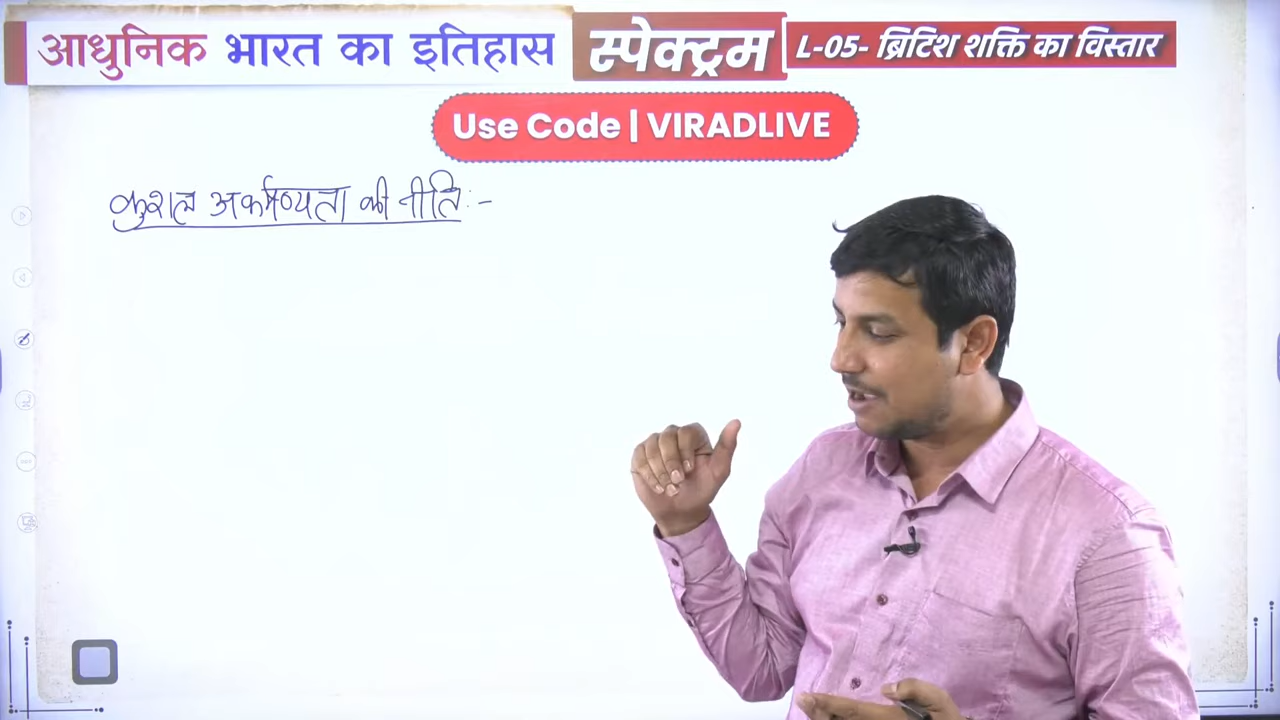 आधुनिक भारत का इतिहास स्पेक्ट्रम L-05- ब्रिटिश शक्ति का विस्तार
Use Code | VIRADLIVE
कुशल अकर्मण्यता की नीति:-